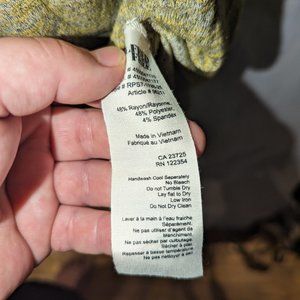 48% Rayon/Rayonne,
48% Polyester,
4% Spandex
Made in Vietnam
Fabriqué au Vietnam
CA 23725
RN 122354
Handwash Cool Seperately
No Bleach
Do not Tumble Dry
Lay flat to Dry
Low Iron
Do not Dry Clean
Laver à la main à l'eau fraîche
Séparément,
Ne pas utiliser d'agent de
blanchiment,
Ne pas sécher par culbutage
Sécher à plat
Repasser à basse température
Ne pas nettoyer à sec